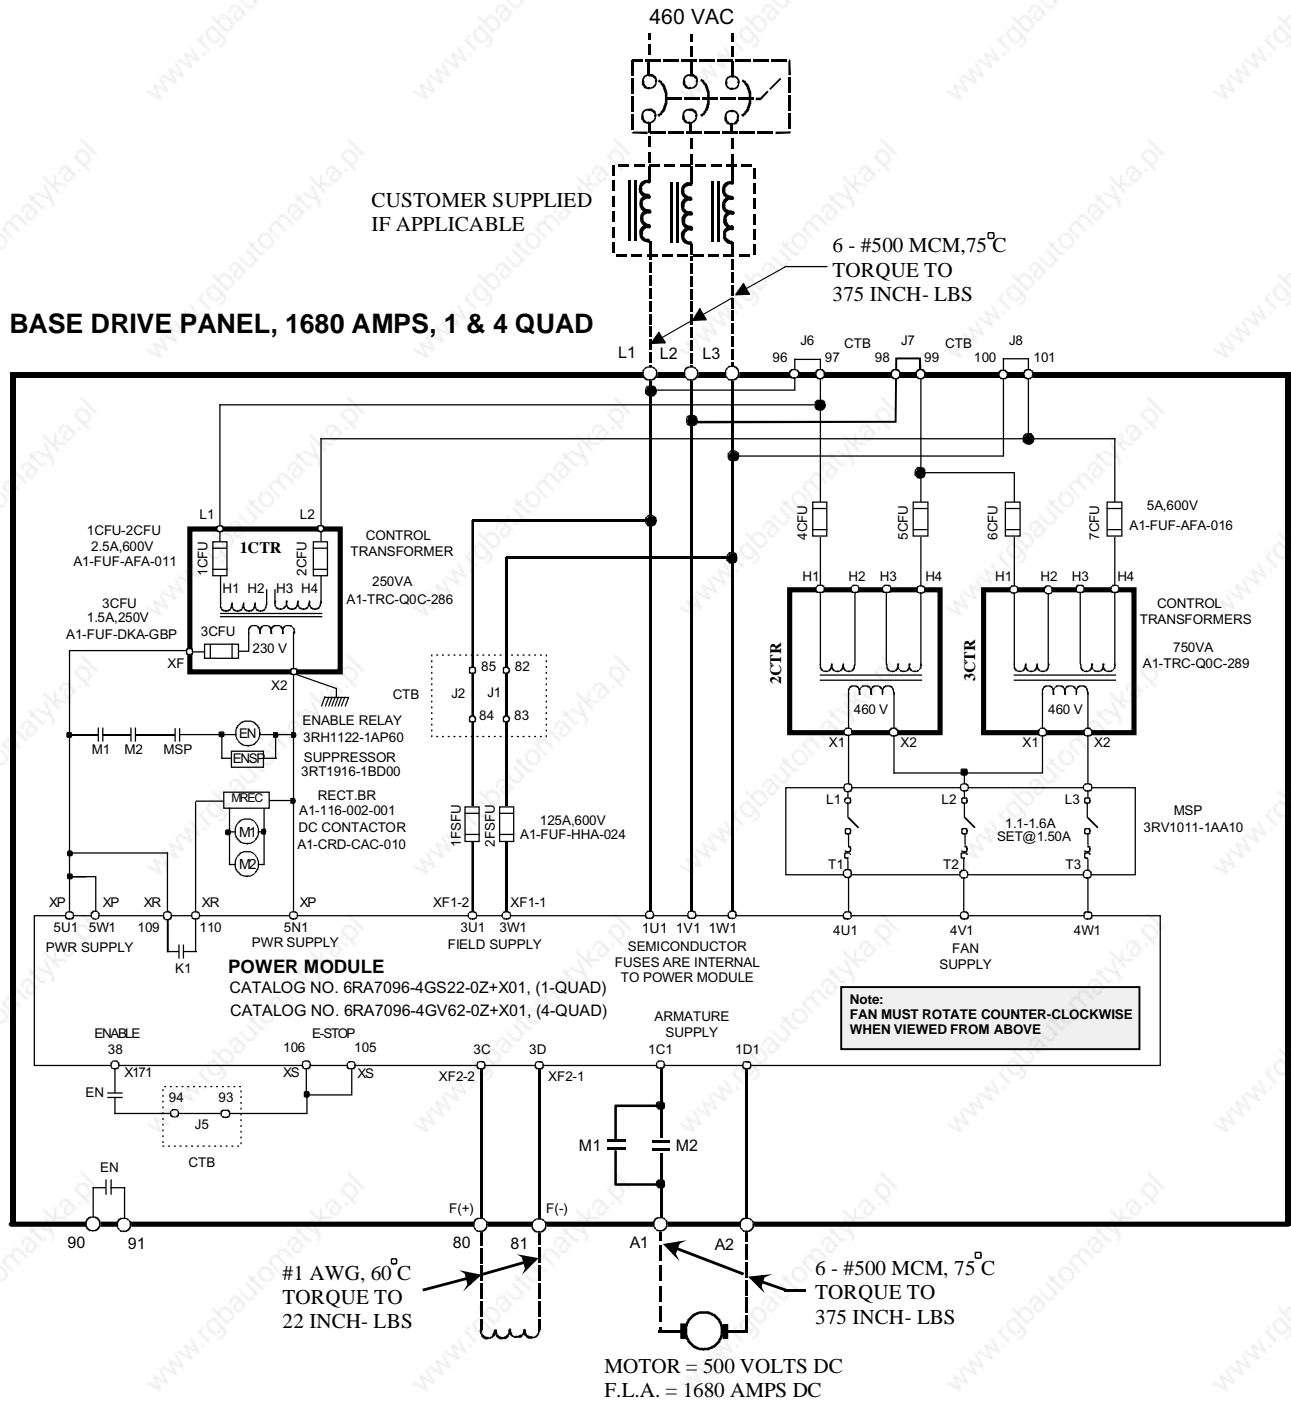 460 VAC
CUSTOMER SUPPLIED
IF APPLICABLE
6 - #500 MCM,75°C
TORQUE TO
375 INCH- LBS
BASE DRIVE PANEL, 1680 AMPS, 1 & 4 QUAD
L1 L2 L3
96 J6 97 CTB 98 J7 99 CTB 100 J8 101
L1 L2
1CFU-2CFU
2.5A,600V
A1-FUF-AFA-011
1CFU 1CTR 2CFU
CONTROL
TRANSFORMER
250VA
A1-TRC-Q0C-286
H1 H2 H3 H4
3CFU
1.5A,250V
A1-FUF-DKA-GBP
3CFU
230 V
XF
X2
4CFU 5CFU 6CFU 7CFU
5A,600V
A1-FUF-AFA-016
H1 H2 H3 H4
H1 H2 H3 H4
2CTR
3CTR
460 V
460 V
CONTROL
TRANSFORMERS
750VA
A1-TRC-Q0C-289
X1 X2
X1 X2
CTB
85 82
J2 J1
84 83
ENABLE RELAY
3RH1122-1AP60
SUPPRESSOR
3RT1916-1BD00
M1 M2 MSP
EN
ENSP
MREC
M1
M2
RECT.BR
A1-116-002-001
DC CONTACTOR
A1-CRD-CAC-010
1FSFU 2FSFU
125A,600V
A1-FUF-HHA-024
L1 L2 L3
1.1-1.6A
SET@1.50A
T1 T2 T3
MSP
3RV1011-1AA10
XP XP XR XR XP XF1-2 XF1-1
5U1 5W1 109 110 5N1 3U1 3W1 1U1 1V1 1W1 4U1 4V1 4W1
PWR SUPPLY
K1
PWR SUPPLY
FIELD SUPPLY
SEMICONDUCTOR
FUSES ARE INTERNAL
TO POWER MODULE
FAN
SUPPLY
POWER MODULE
CATALOG NO. 6RA7096-4GS22-0Z+X01, (1-QUAD)
CATALOG NO. 6RA7096-4GV62-0Z+X01, (4-QUAD)
Note:
FAN MUST ROTATE COUNTER-CLOCKWISE
WHEN VIEWED FROM ABOVE
ENABLE
38
X171
E-STOP
106 105
XS XS
3C 3D
XF2-2 XF2-1
ARMATURE
SUPPLY
1C1 1D1
EN
94 93
J5
CTB
M1 M2
EN
90 91
F(+) F(-)
80 81
A1 A2
#1 AWG, 60°C
TORQUE TO
22 INCH- LBS
6 - #500 MCM, 75°C
TORQUE TO
375 INCH- LBS
MOTOR = 500 VOLTS DC
F.L.A. = 1680 AMPS DC
www.rgbautomatyka.pl